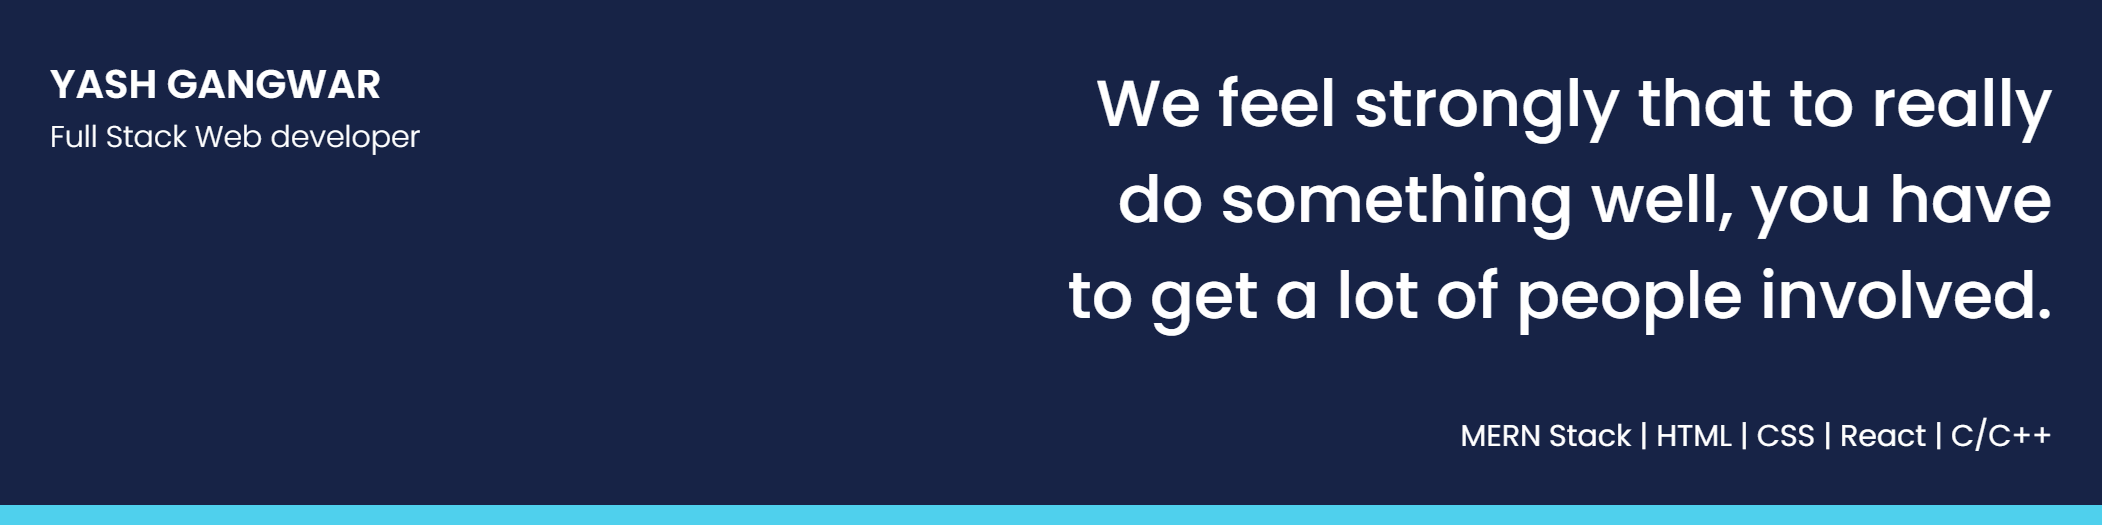 YASH GANGWAR
Full Stack Web developer
We feel strongly that to really
do something well, you have
to get a lot of people involved.
MERN Stack | HTML | CSS | React | C/C++